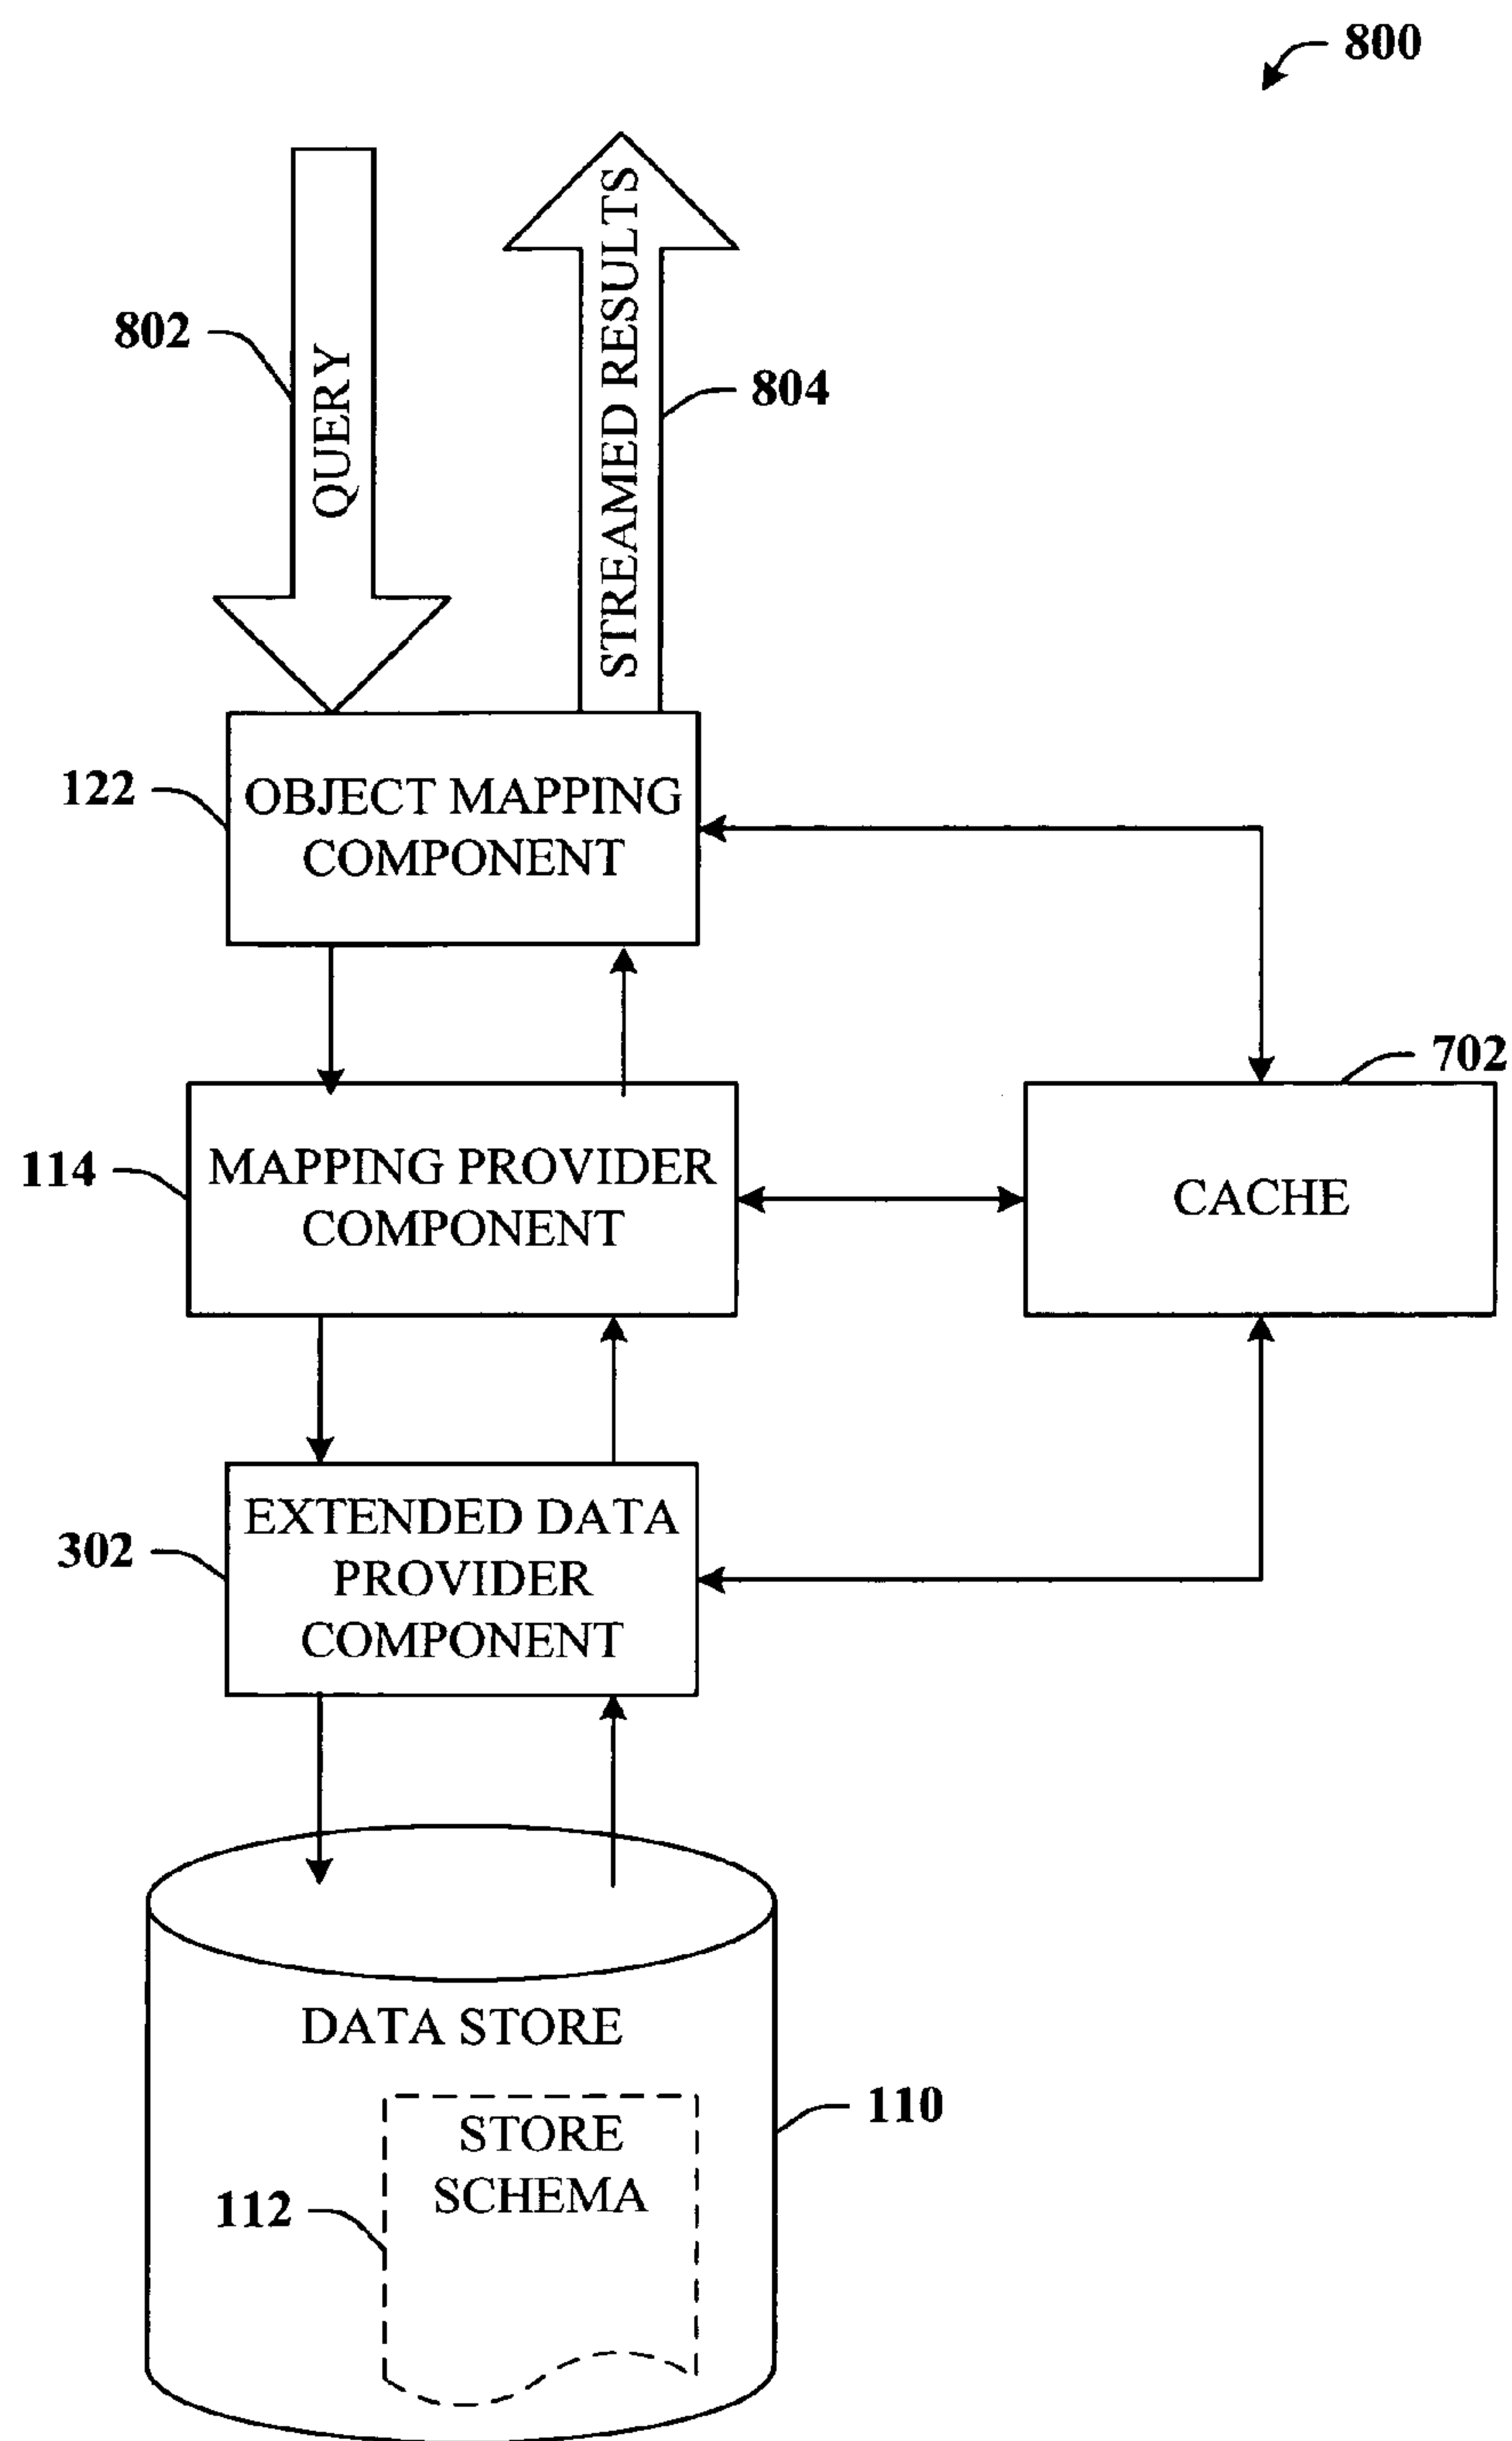 800
802
QUERY
STREAMED RESULTS
804
122
OBJECT MAPPING
COMPONENT
702
114
MAPPING PROVIDER
COMPONENT
CACHE
302
EXTENDED DATA
PROVIDER
COMPONENT
DATA STORE
110
STORE
SCHEMA
112